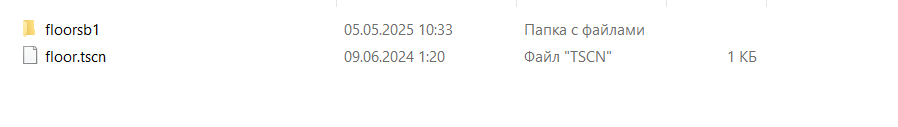 floorsb1 05.05.2025 10:33 Папка с файлами
floor.tscn 09.06.2024 1:20 Файл "TSCN" 1 КБ